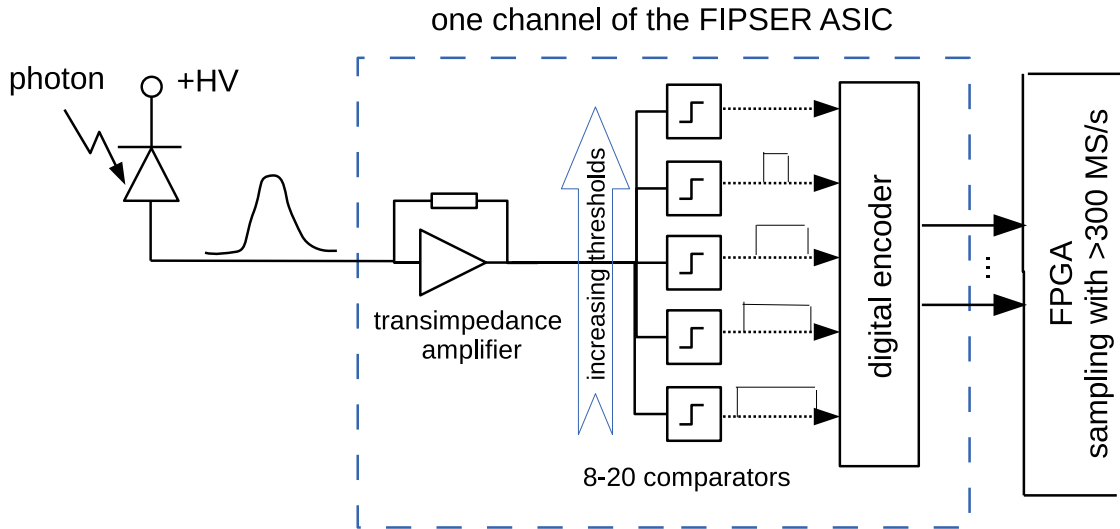 one channel of the FIPSER ASIC
photon
+HV
increasing thresholds
transimpedance
amplifier
8-20 comparators
digital encoder
...
FPGA
sampling with >300 MS/s